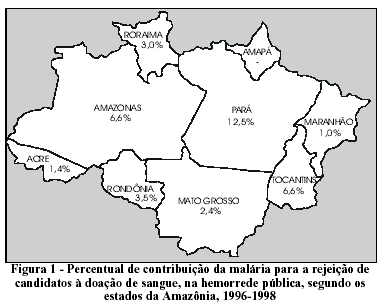 RORAIMA
3,0%
AMAPÁ
-
AMAZONAS
6,6%
PARÁ
12,5%
MARANHÃO
1,0%
ACRE
1,4%
RONDÔNIA
3,5%
TOCANTINS
6,6%
MATO GROSSO
2,4%
Figura 1 - Percentual de contribuição da malária para a rejeição de
candidatos à doação de sangue, na hemorrede pública, segundo os
estados da Amazônia, 1996-1998